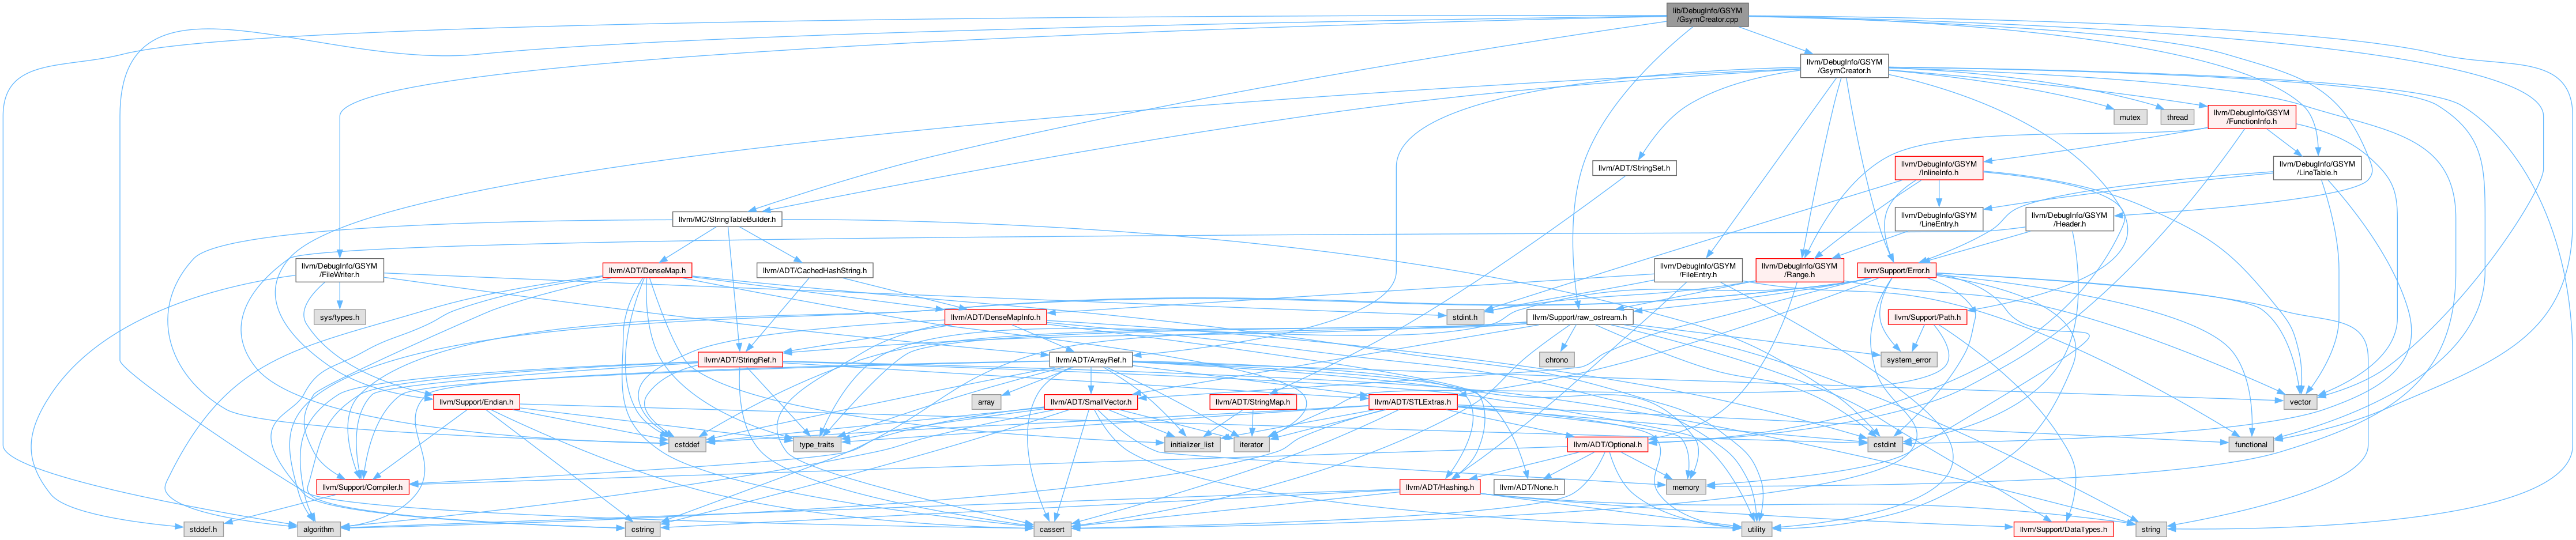 lib/DebugInfo/GSYM
/GsymCreator.cpp
llvm/DebugInfo/GSYM
/GsymCreator.h
mutex
thread
llvm/DebugInfo/GSYM
/FunctionInfo.h
llvm/ADT/StringSet.h
llvm/DebugInfo/GSYM
/InlineInfo.h
llvm/DebugInfo/GSYM
/LineTable.h
llvm/MC/StringTableBuilder.h
llvm/DebugInfo/GSYM
/LineEntry.h
llvm/DebugInfo/GSYM
/Header.h
llvm/DebugInfo/GSYM
/FileWriter.h
llvm/ADT/DenseMap.h
llvm/ADT/CachedHashString.h
llvm/DebugInfo/GSYM
/FileEntry.h
llvm/DebugInfo/GSYM
/Range.h
llvm/Support/Error.h
sys/types.h
stdint.h
llvm/ADT/DenseMapInfo.h
llvm/Support/raw_ostream.h
llvm/Support/Path.h
llvm/ADT/StringRef.h
llvm/ADT/ArrayRef.h
chrono
system_error
llvm/Support/Endian.h
array
llvm/ADT/SmallVector.h
llvm/ADT/StringMap.h
llvm/ADT/STLExtras.h
vector
cstddef
type_traits
initializer_list
iterator
llvm/ADT/Optional.h
cstdint
functional
llvm/Support/Compiler.h
llvm/ADT/Hashing.h
llvm/ADT/None.h
memory
stddef.h
algorithm
cstring
cassert
utility
llvm/Support/DataTypes.h
string